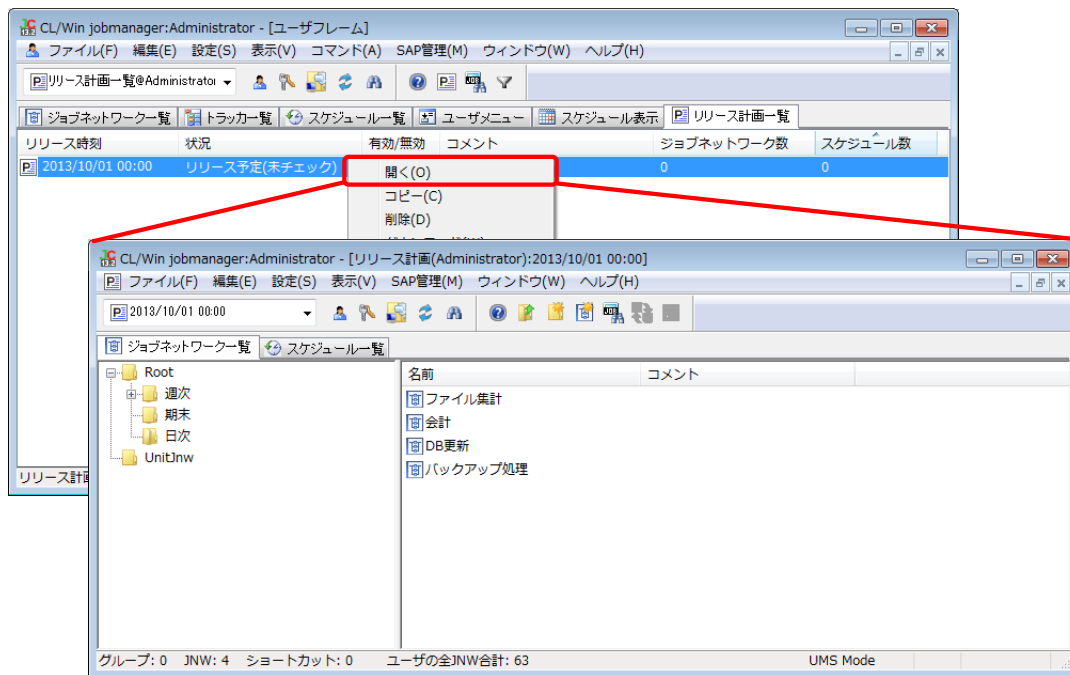 CL/Win jobmanager:Administrator - [ユーザフレーム]
ファイル(F) 編集(E) 設定(S) 表示(V) コマンド(A) SAP管理(M) ウィンドウ(W) ヘルプ(H)
リリース計画一覧@Administrator
ジョブネットワーク一覧 トラッカ一覧 スケジュール一覧 ユーザメニュー スケジュール表示 リリース計画一覧
リリース時刻 状況 有効/無効 コメント ジョブネットワーク数 スケジュール数
2013/10/01 00:00 リリース予定(未チェック) 0 0
開く(O)
コピー(C)
削除(D)
リリース計画
CL/Win jobmanager:Administrator - [リリース計画(Administrator):2013/10/01 00:00]
ファイル(F) 編集(E) 設定(S) 表示(V) SAP管理(M) ウィンドウ(W) ヘルプ(H)
2013/10/01 00:00
ジョブネットワーク一覧 スケジュール一覧
Root
週次
期末
日次
UnitJnw
名前 コメント
ファイル集計
会計
DB更新
バックアップ処理
グループ: 0 JNW: 4 ショートカット: 0 ユーザの全JNW合計: 63 UMS Mode